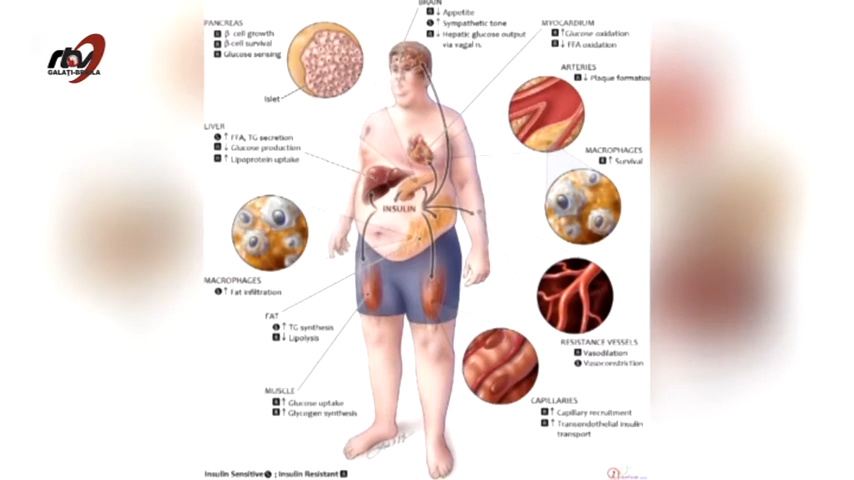 rtv
GALAȚI-BRĂILA
BRAIN
R ↓ Appetite
S ↑ Sympathetic tone
R ↓ Hepatic glucose output
via vagal n.
PANCREAS
R β-cell growth
R β-cell survival
R Glucose sensing
Islet
MYOCARDIUM
R ↑ Glucose oxidation
R ↓ FFA oxidation
ARTERIES
R ↓ Plaque formation
LIVER
S ↑ FFA, TG secretion
R ↓ Glucose production
R ↑ Lipoprotein uptake
MACROPHAGES
R ↑ Survival
INSULIN
MACROPHAGES
S ↑ Fat infiltration
FAT
S ↑ TG synthesis
R ↓ Lipolysis
RESISTANCE VESSELS
R Vasodilation
S Vasoconstriction
MUSCLE
R ↑ Glucose uptake
R ↑ Glycogen synthesis
CAPILLARIES
R ↑ Capillary recruitment
R ↑ Transendothelial insulin
transport
Insulin Sensitive S ; Insulin Resistant R